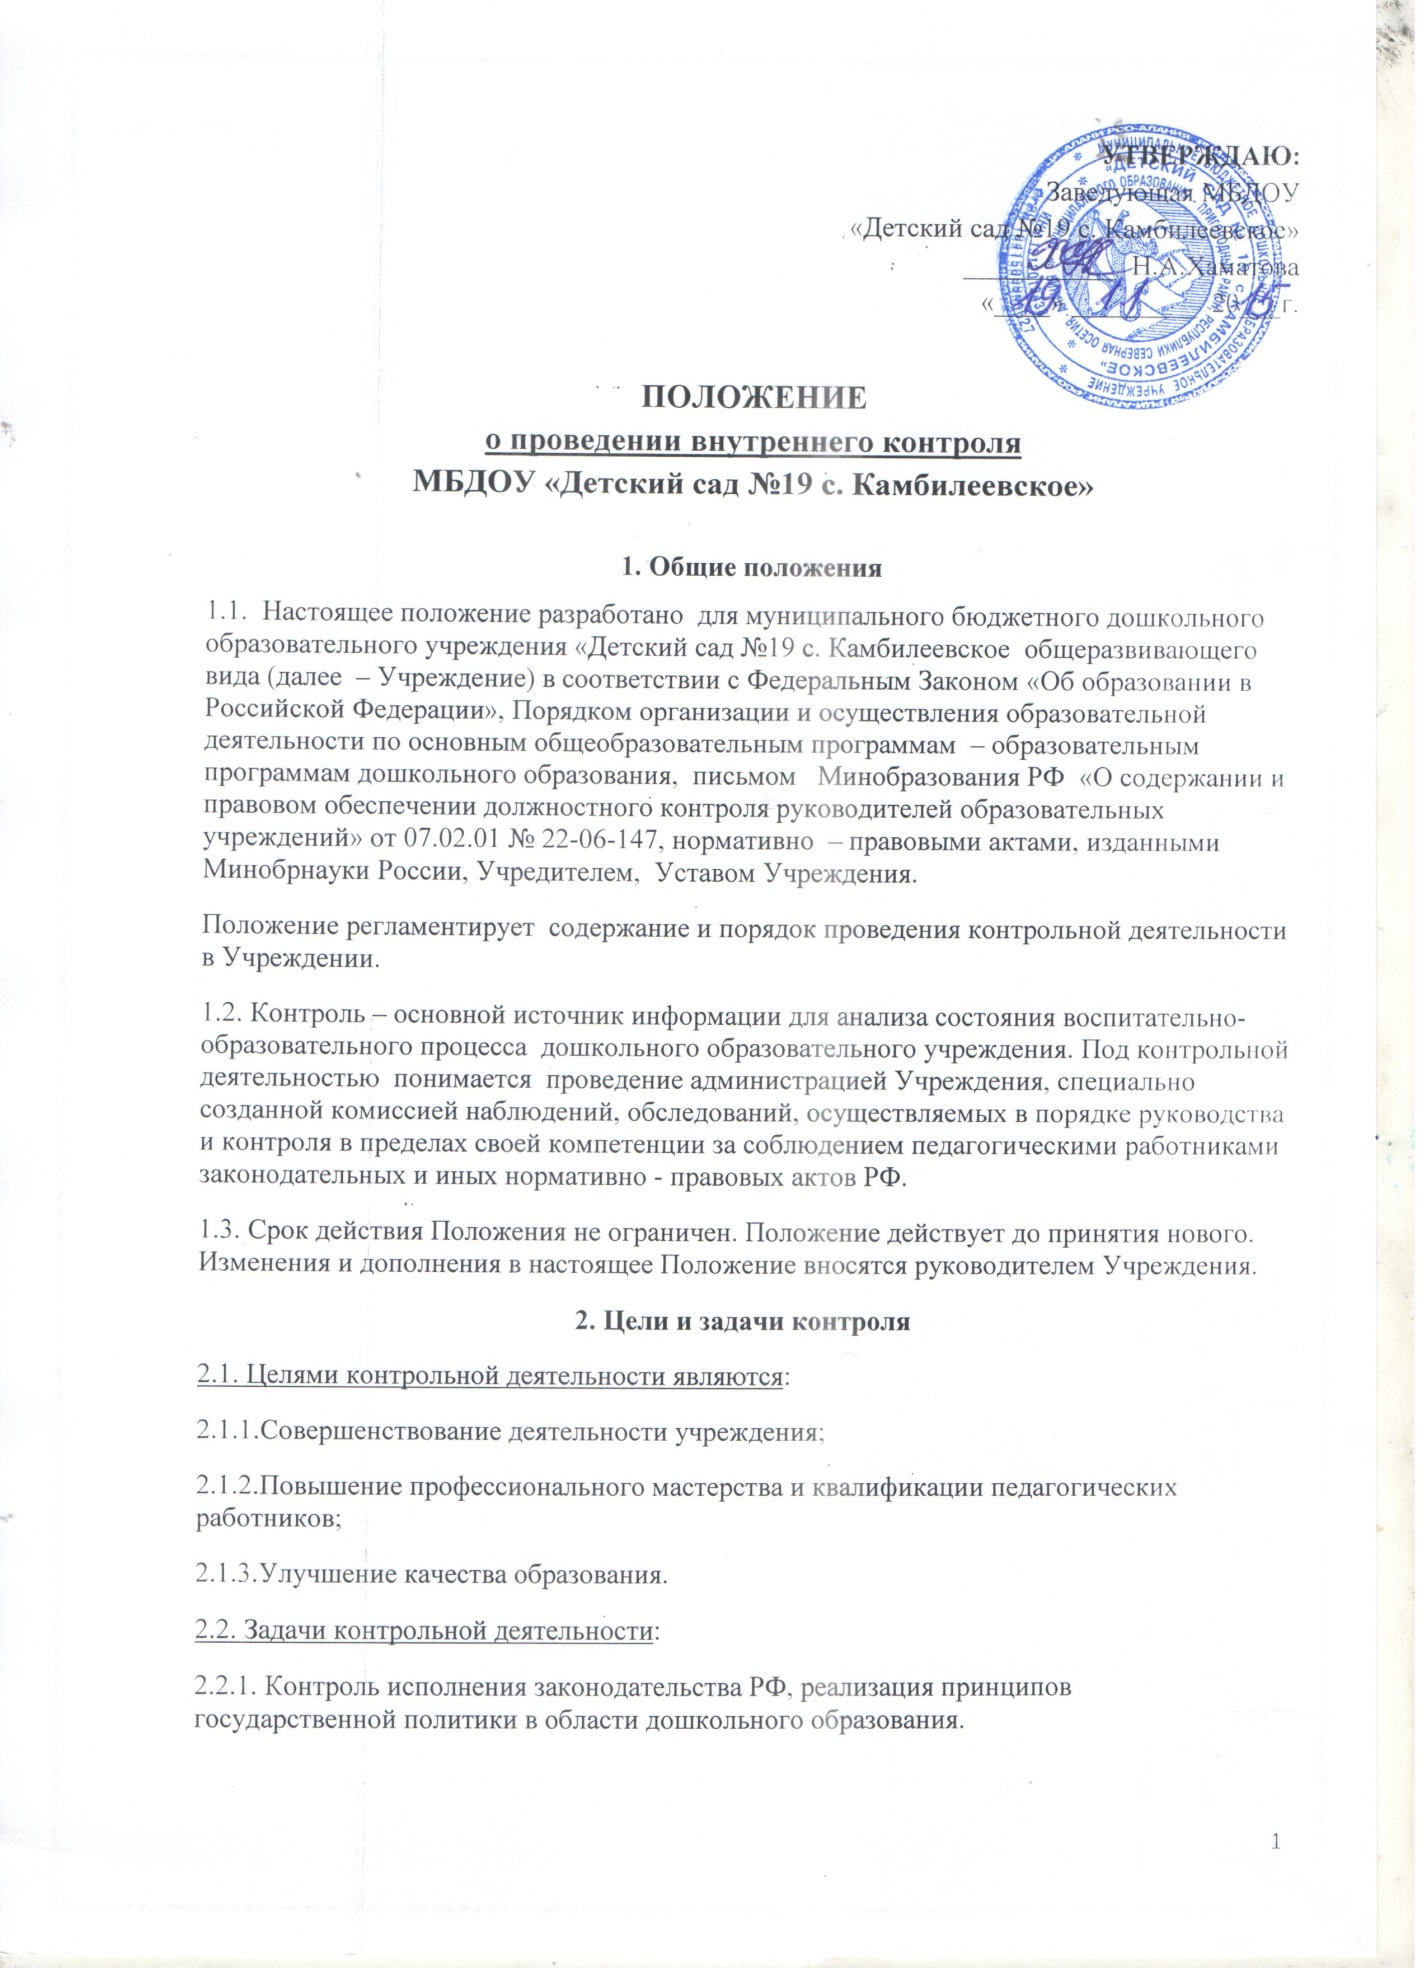 УТВЕРЖДАЮ:
Заведующая МБДОУ
«Детский сад №19 с. Камбилеевское»
____________Н.А.Хаматова
«19» 11 2015 г.
ПОЛОЖЕНИЕ
о проведении внутреннего контроля
МБДОУ «Детский сад №19 с. Камбилеевское»
1. Общие положения
1.1. Настоящее положение разработано для муниципального бюджетного дошкольного
образовательного учреждения «Детский сад №19 с. Камбилеевское общеразвивающего
вида (далее – Учреждение) в соответствии с Федеральным Законом «Об образовании в
Российской Федерации», Порядком организации и осуществления образовательной
деятельности по основным общеобразовательным программам – образовательным
программам дошкольного образования, письмом Минобразования РФ «О содержании и
правовом обеспечении должностного контроля руководителей образовательных
учреждений» от 07.02.01 № 22-06-147, нормативно – правовыми актами, изданными
Минобрнауки России, Учредителем, Уставом Учреждения.
Положение регламентирует содержание и порядок проведения контрольной деятельности
в Учреждении.
1.2. Контроль – основной источник информации для анализа состояния воспитательно-
образовательного процесса дошкольного образовательного учреждения. Под контрольной
деятельностью понимается проведение администрацией Учреждения, специально
созданной комиссией наблюдений, обследований, осуществляемых в порядке руководства
и контроля в пределах своей компетенции за соблюдением педагогическими работниками
законодательных и иных нормативно - правовых актов РФ.
1.3. Срок действия Положения не ограничен. Положение действует до принятия нового.
Изменения и дополнения в настоящее Положение вносятся руководителем Учреждения.
2. Цели и задачи контроля
2.1. Целями контрольной деятельности являются:
2.1.1.Совершенствование деятельности учреждения;
2.1.2.Повышение профессионального мастерства и квалификации педагогических
работников;
2.1.3.Улучшение качества образования.
2.2. Задачи контрольной деятельности:
2.2.1. Контроль исполнения законодательства РФ, реализация принципов
государственной политики в области дошкольного образования.
1